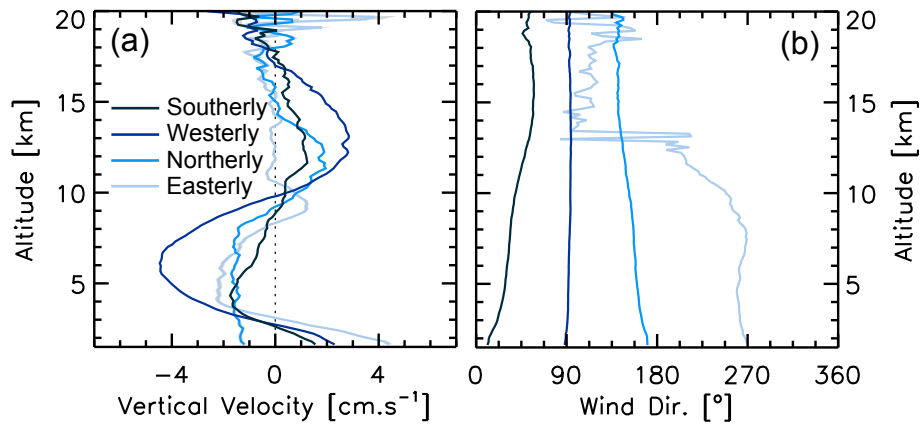 (a)
20
15
10
5
Altitude [km]
Southerly
Westerly
Northerly
Easterly
−4 0 4
Vertical Velocity [cm.s⁻¹]
(b)
20
15
10
5
Altitude [km]
0 90 180 270 360
Wind Dir. [°]